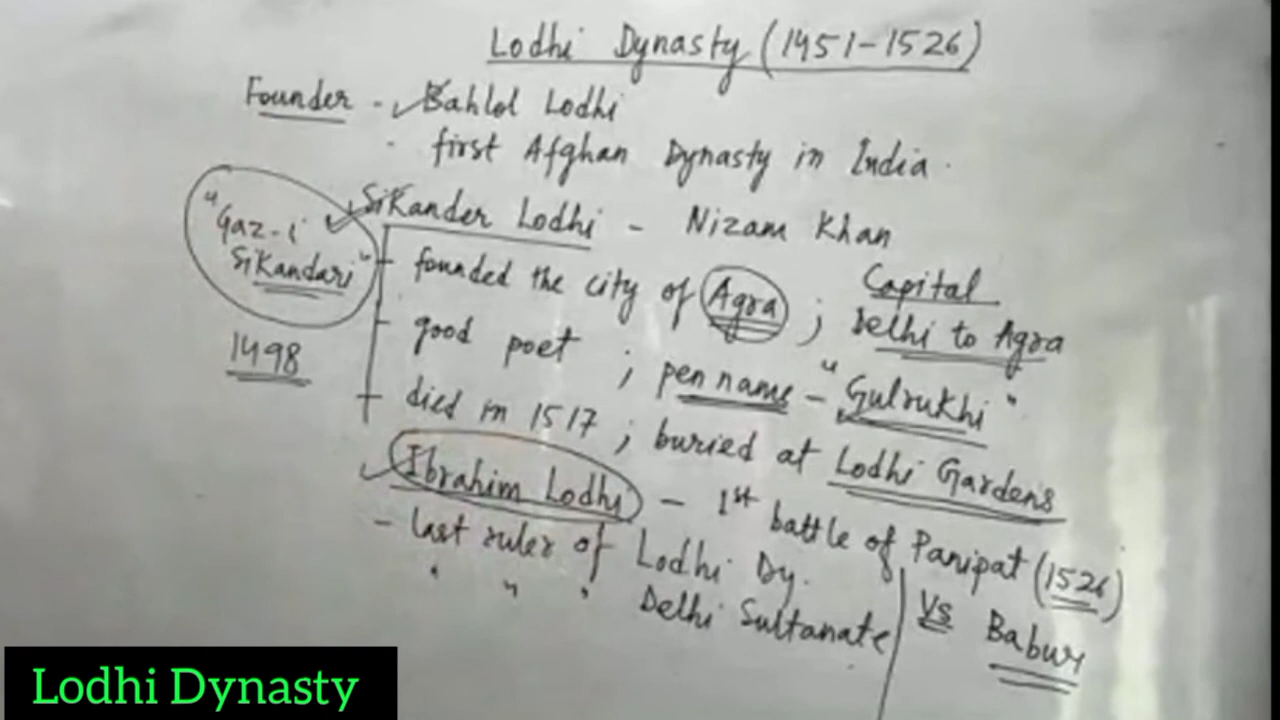 Lodhi Dynasty (1451-1526)
Founder - Bahlol Lodhi
first Afghan Dynasty in India.
"Gaz-i
Sikandari"
1498
Sikander Lodhi - Nizam Khan
- founded the city of Agra ; Capital Delhi to Agra
- good poet ; pen name - "Gulrukhi"
- died in 1517 ; buried at Lodhi Gardens
Ibrahim Lodhi - 1st battle of Panipat (1526)
Vs Babur
- last ruler of Lodhi Dy.
" " " Delhi Sultanate
Lodhi Dynasty